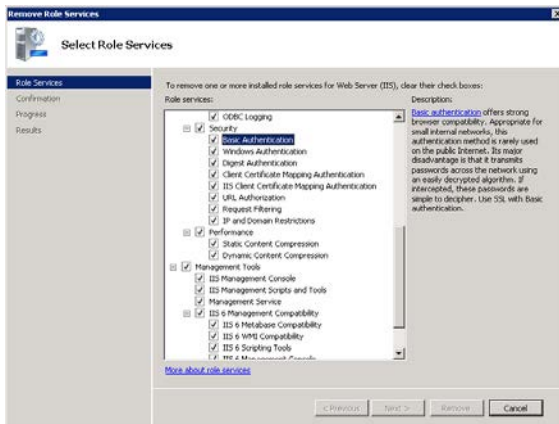 Remove Role Services
Select Role Services
Role Services
Confirmation
Progress
Results
To remove one or more installed role services for Web Server (IIS), clear their check boxes:
Role services:
ODBC Logging
Security
Basic Authentication
Windows Authentication
Digest Authentication
Client Certificate Mapping Authentication
IIS Client Certificate Mapping Authentication
URL Authorization
Request Filtering
IP and Domain Restrictions
Performance
Static Content Compression
Dynamic Content Compression
Management Tools
IIS Management Console
IIS Management Scripts and Tools
Management Service
IIS 6 Management Compatibility
IIS 6 Metabase Compatibility
IIS 6 WMI Compatibility
IIS 6 Scripting Tools
IIS 6 Management Console
More about role services
Description:
Basic authentication offers strong
browser compatibility. Appropriate for
small internal networks, this
authentication method is rarely used
on the public Internet. Its major
disadvantage is that it transmits
passwords across the network using
an easily decrypted algorithm. If
intercepted, these passwords are
simple to decipher. Use SSL with Basic
authentication.
< Previous
Next >
Remove
Cancel